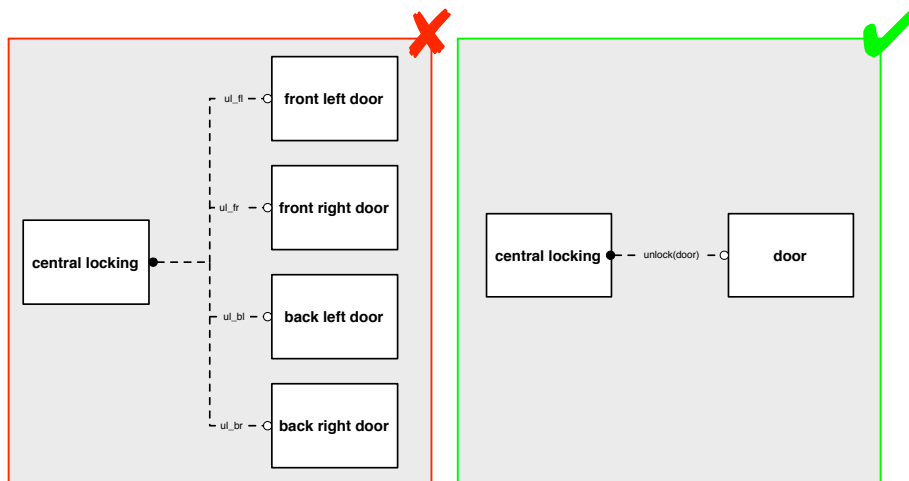 front left door
ul_fl
front right door
ul_fr
central locking
back left door
ul_bl
back right door
ul_br
central locking
unlock(door)
door